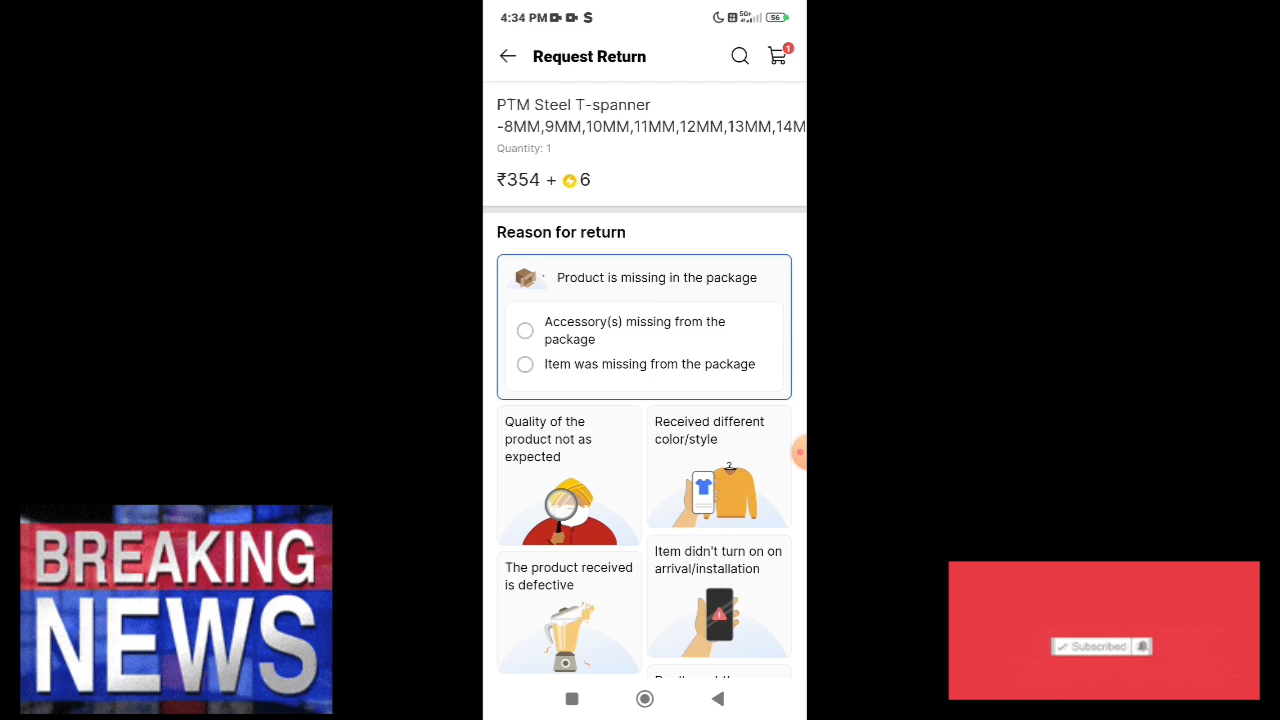 4:34 PM
5G+
56
Request Return
1
PTM Steel T-spanner
-8MM,9MM,10MM,11MM,12MM,13MM,14M
Quantity: 1
₹354 + 6
Reason for return
Product is missing in the package
Accessory(s) missing from the
package
Item was missing from the package
Quality of the
product not as
expected
Received different
color/style
The product received
is defective
Item didn't turn on on
arrival/installation
BREAKING
NEWS
Subscribed